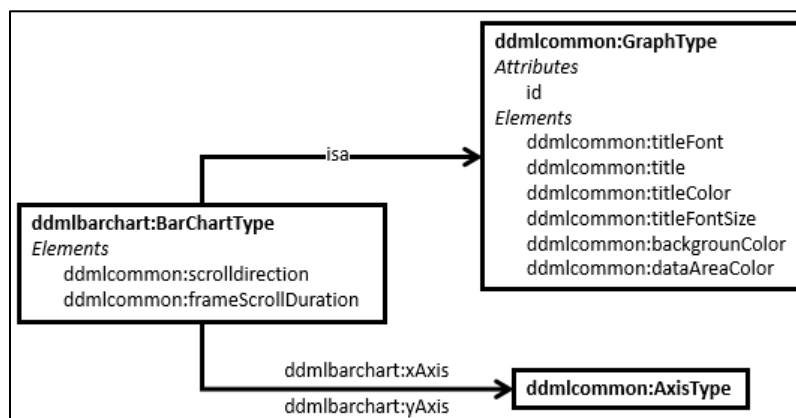 ddmlcommon:GraphType
Attributes
id
Elements
ddmlcommon:titleFont
ddmlcommon:title
ddmlcommon:titleColor
ddmlcommon:titleFontSize
ddmlcommon:backgrounColor
ddmlcommon:dataAreaColor
isa
ddmlbarchart:BarChartType
Elements
ddmlcommon:scrolldirection
ddmlcommon:frameScrollDuration
ddmlbarchart:xAxis
ddmlbarchart:yAxis
ddmlcommon:AxisType